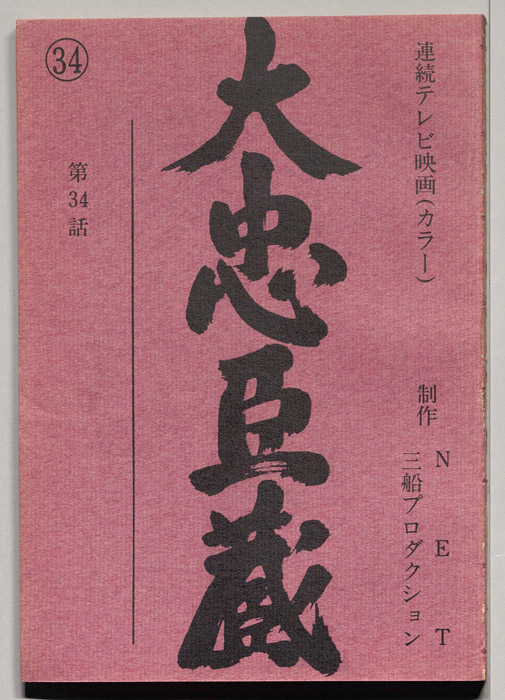 連続テレビ映画(カラー)
制作
NET
三船プロダクション
大忠臣蔵
第34話
㉞